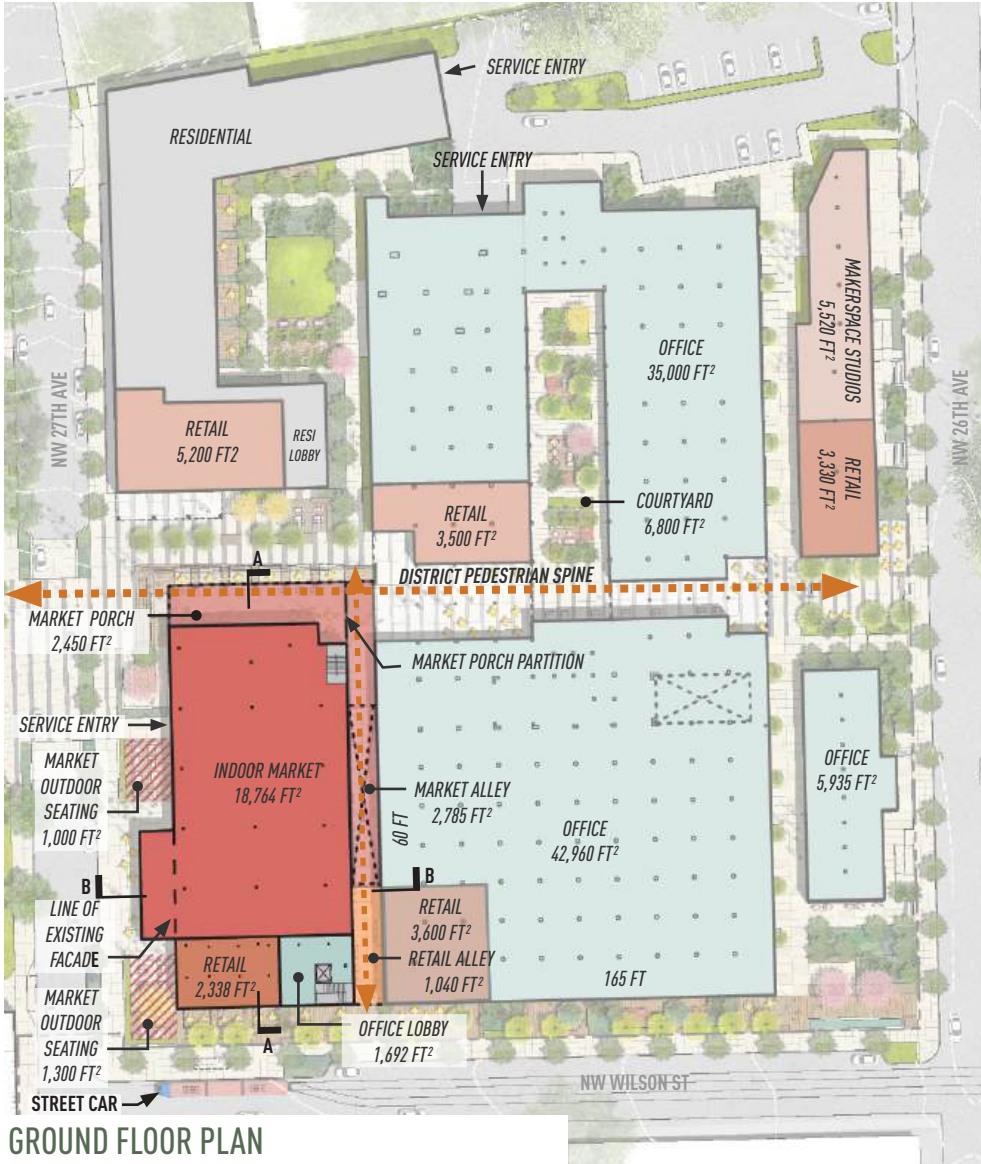 SERVICE ENTRY
RESIDENTIAL
SERVICE ENTRY
MAKERSPACE STUDIOS
5,520 FT²
OFFICE
35,000 FT²
NW 27TH AVE
NW 26TH AVE
RETAIL
5,200 FT2
RESI
LOBBY
RETAIL
3,330 FT²
RETAIL
3,500 FT²
COURTYARD
6,800 FT²
A
DISTRICT PEDESTRIAN SPINE
MARKET PORCH
2,450 FT²
MARKET PORCH PARTITION
SERVICE ENTRY
MARKET
OUTDOOR
SEATING
1,000 FT²
INDOOR MARKET
18,764 FT²
MARKET ALLEY
2,785 FT²
60 FT
OFFICE
42,960 FT²
OFFICE
5,935 FT²
B
B
LINE OF
EXISTING
FACADE
RETAIL
3,600 FT²
RETAIL ALLEY
1,040 FT²
165 FT
RETAIL
2,338 FT²
MARKET
OUTDOOR
SEATING
1,300 FT²
A
OFFICE LOBBY
1,692 FT²
NW WILSON ST
STREET CAR
GROUND FLOOR PLAN